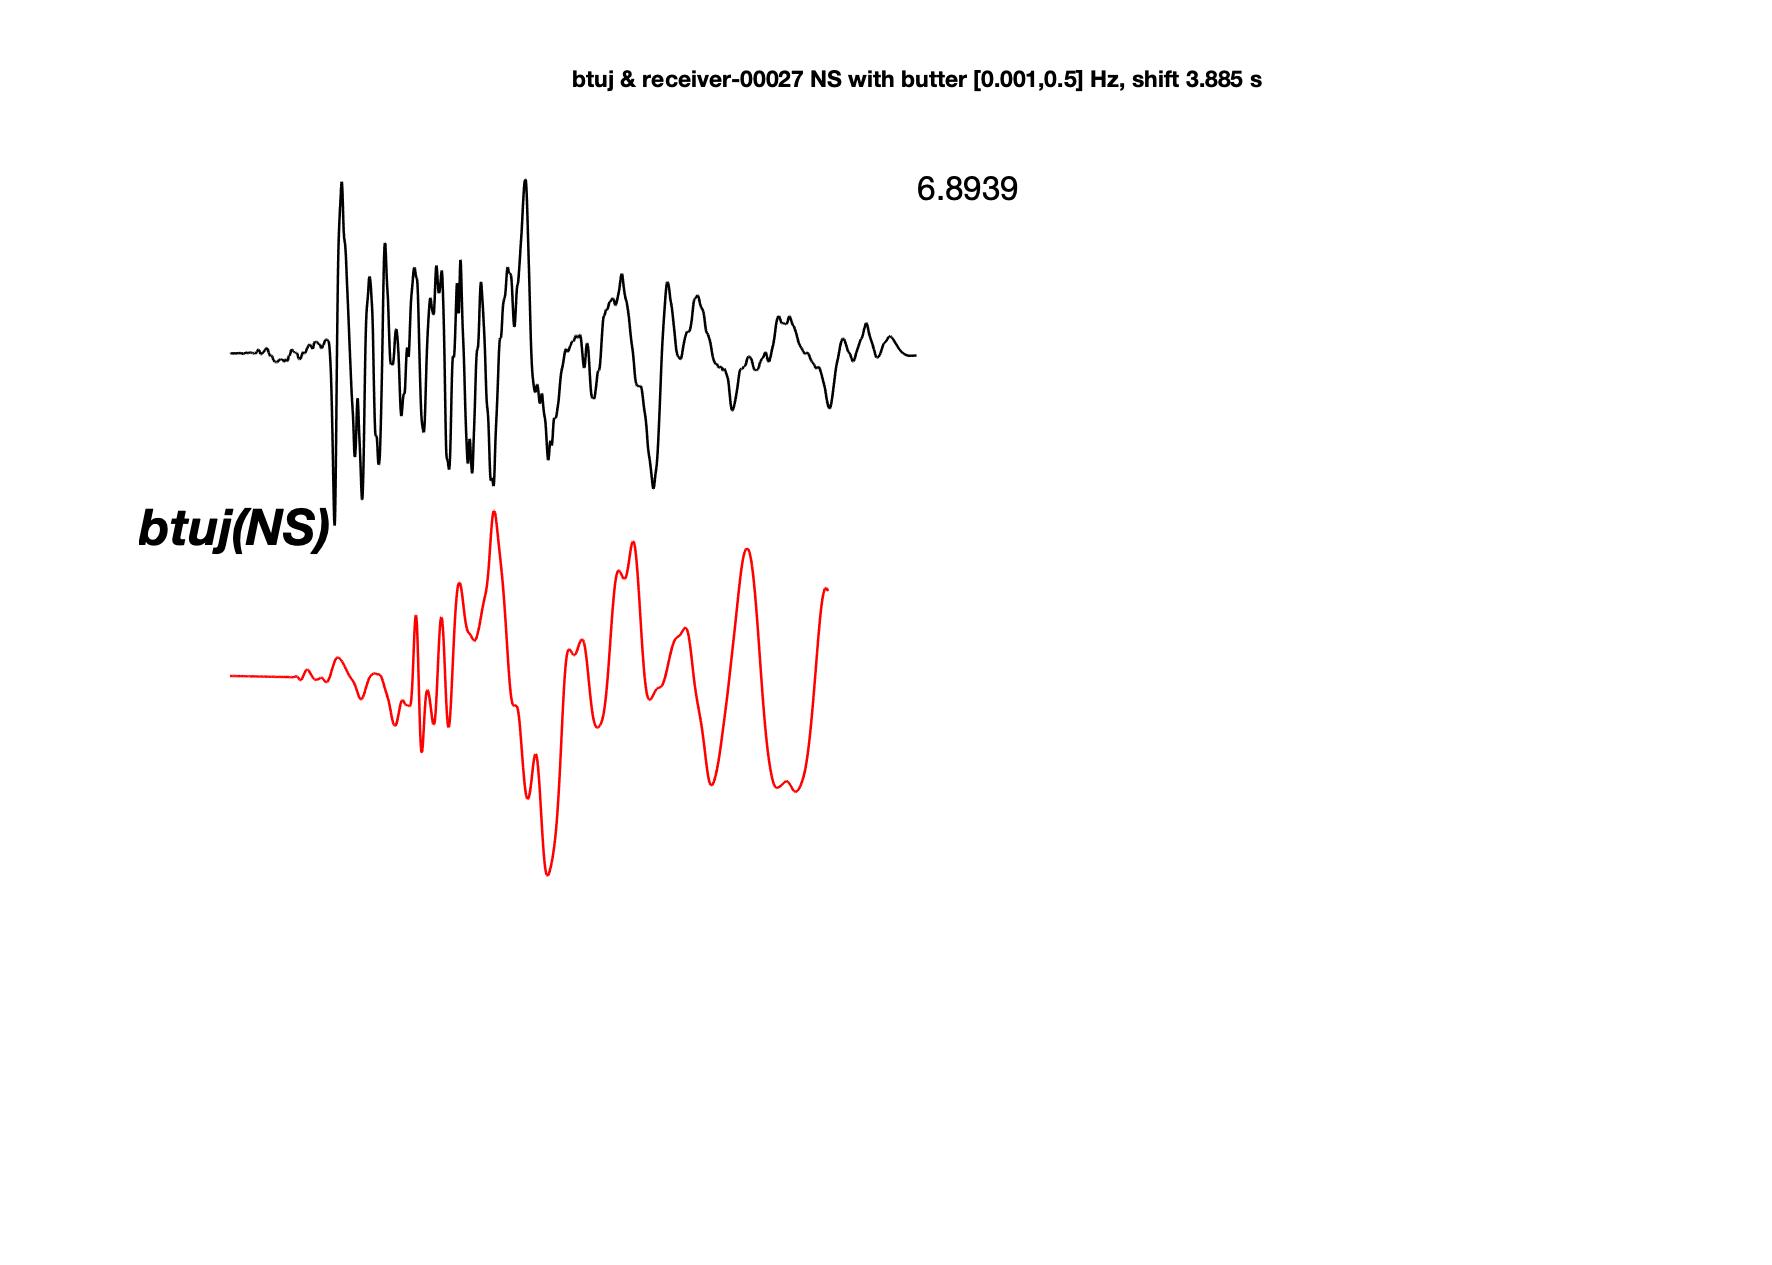 btuj & receiver-00027 NS with butter [0.001,0.5] Hz, shift 3.885 s
6.8939
btuj(NS)